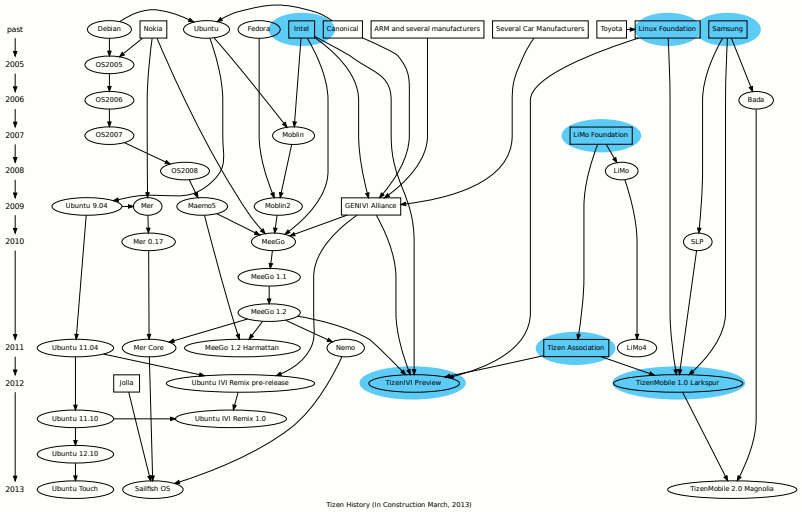 past
Debian
Nokia
Ubuntu
Fedora
Intel
Canonical
ARM and several manufacturers
Several Car Manufacturers
Toyota
Linux Foundation
Samsung
2005
OS2005
2006
OS2006
Bada
2007
OS2007
Moblin
LiMo Foundation
2008
OS2008
LiMo
2009
Ubuntu 9.04
Mer
Maemo5
Moblin2
GENIVI Alliance
2010
Mer 0.17
MeeGo
SLP
MeeGo 1.1
MeeGo 1.2
2011
Ubuntu 11.04
Mer Core
MeeGo 1.2 Harmattan
Nemo
Tizen Association
LiMo4
2012
Jolla
Ubuntu IVI Remix pre-release
TizenIVI Preview
TizenMobile 1.0 Larkspur
Ubuntu 11.10
Ubuntu IVI Remix 1.0
Ubuntu 12.10
2013
Ubuntu Touch
Sailfish OS
TizenMobile 2.0 Magnolia
Tizen History (In Construction March, 2013)